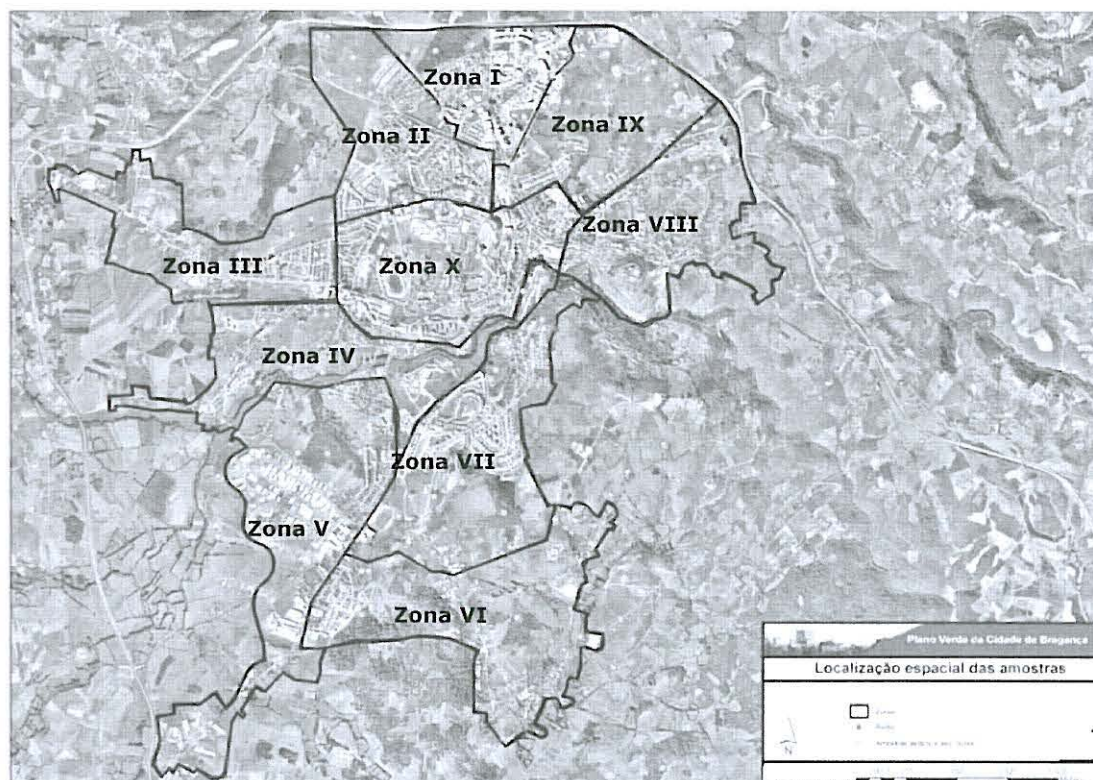 Zona I
Zona IX
Zona II
Zona VIII
Zona III
Zona X
Zona IV
Zona VII
Zona V
Zona VI
Plano Verde da Cidade de Bragança
Localização espacial das amostras
N